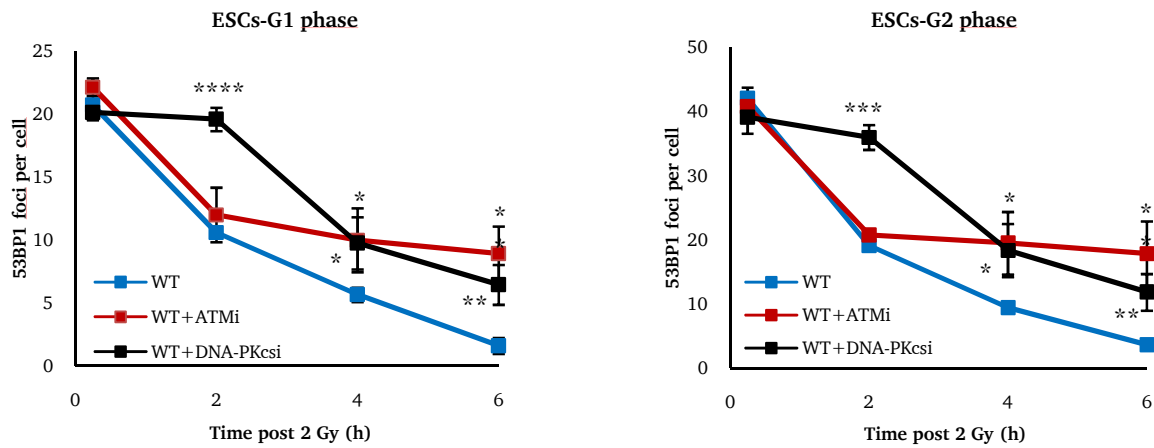 ESCs-G1 phase
25
20
15
10
5
0
53BP1 foci per cell
****
*
*
*
*
**
WT
WT+ATMi
WT+DNA-PKcsi
0
2
4
6
Time post 2 Gy (h)
ESCs-G2 phase
50
40
30
20
10
0
53BP1 foci per cell
***
*
*
*
*
**
WT
WT+ATMi
WT+DNA-PKcsi
0
2
4
6
Time post 2 Gy (h)